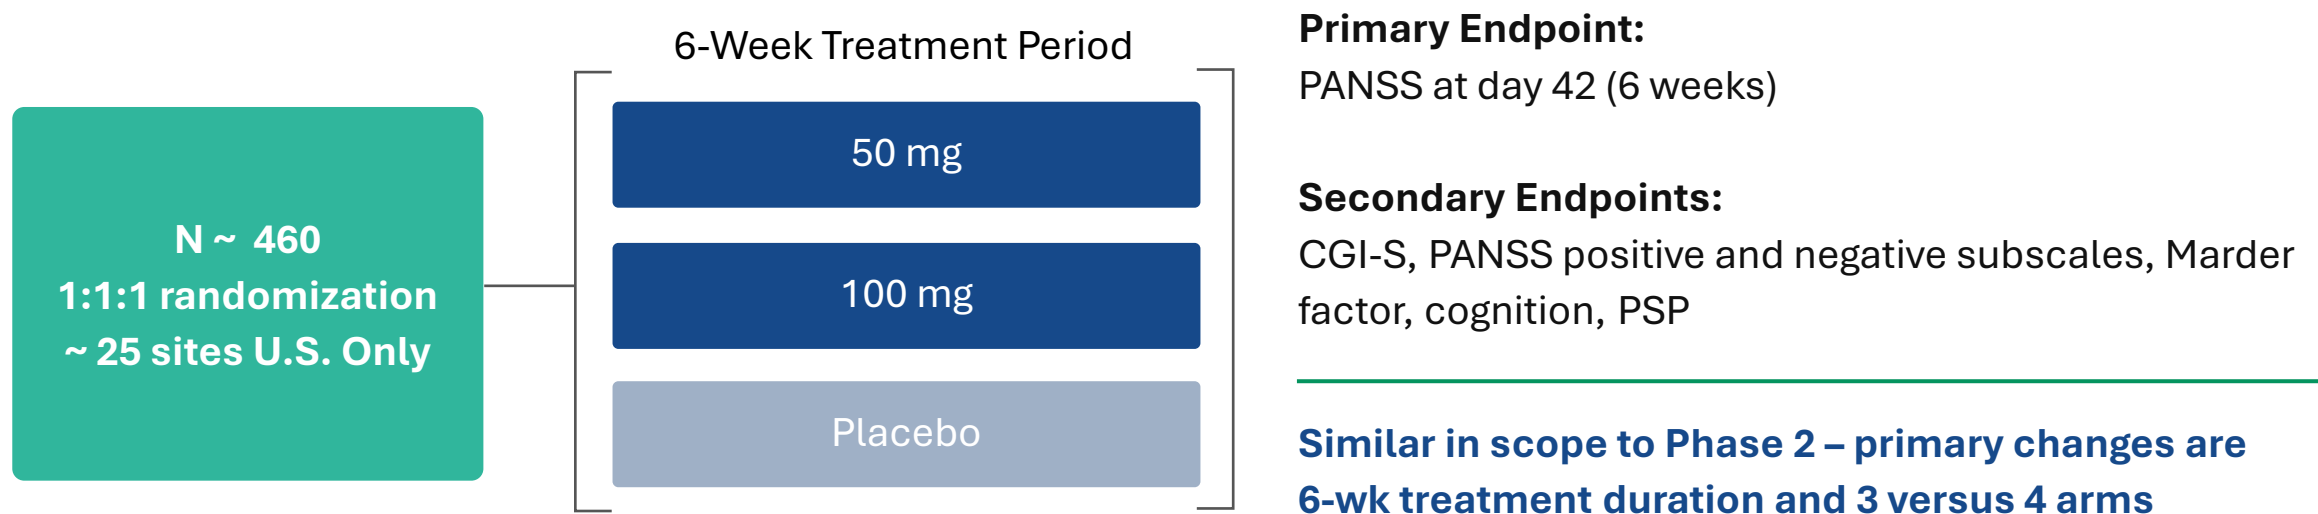 N ~ 460
1:1:1 randomization
~ 25 sites U.S. Only
6-Week Treatment Period
50 mg
100 mg
Placebo
Primary Endpoint:
PANSS at day 42 (6 weeks)
Secondary Endpoints:
CGI-S, PANSS positive and negative subscales, Marder
factor, cognition, PSP
Similar in scope to Phase 2 – primary changes are
6-wk treatment duration and 3 versus 4 arms